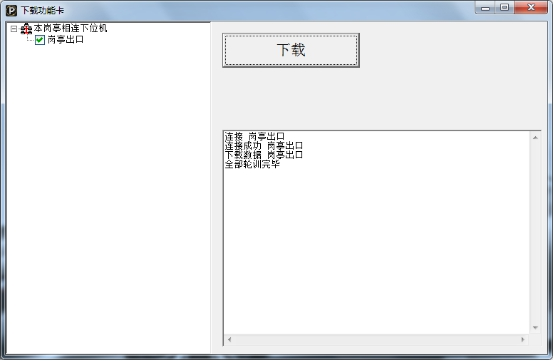 下载功能卡
本岗亭相连下位机
岗亭出口
下载
连接 岗亭出口
连接成功 岗亭出口
下载数据 岗亭出口
全部轮训完毕